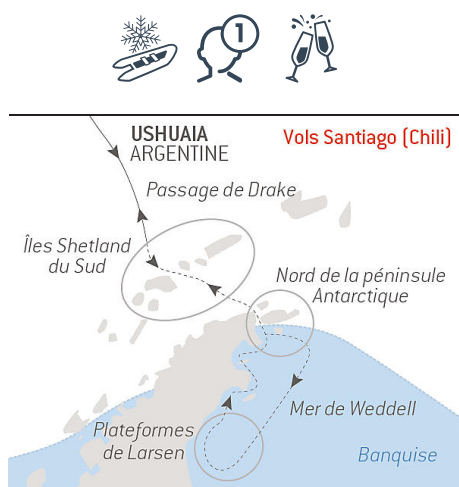 1
USHUAIA
ARGENTINE
Vols Santiago (Chili)
Passage de Drake
Îles Shetland
du Sud
Nord de la péninsule
Antarctique
Mer de Weddell
Plateformes
de Larsen
Banquise